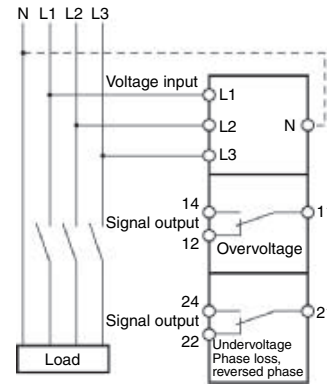 N L1 L2 L3
Voltage input
L1
L2
N
L3
14
1
Signal output
12
Overvoltage
24
2
Signal output
22
Undervoltage
Phase loss,
reversed phase
Load